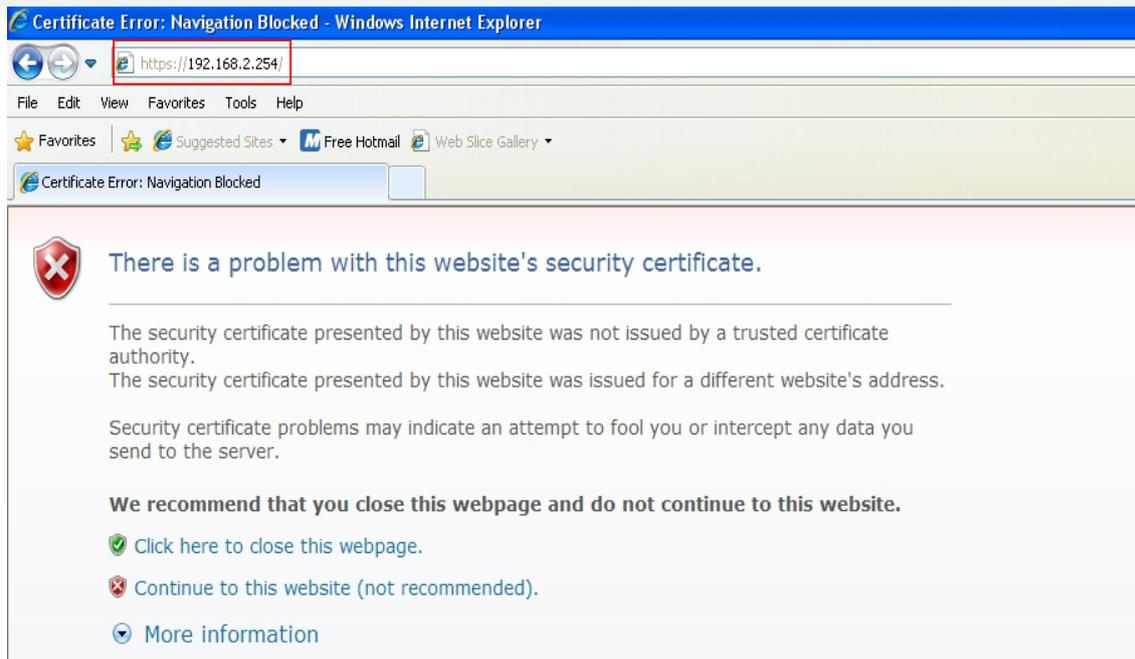 Certificate Error: Navigation Blocked - Windows Internet Explorer
https://192.168.2.254/
File Edit View Favorites Tools Help
Favorites Suggested Sites Free Hotmail Web Slice Gallery
Certificate Error: Navigation Blocked
There is a problem with this website's security certificate.
The security certificate presented by this website was not issued by a trusted certificate
authority.
The security certificate presented by this website was issued for a different website's address.
Security certificate problems may indicate an attempt to fool you or intercept any data you
send to the server.
We recommend that you close this webpage and do not continue to this website.
Click here to close this webpage.
Continue to this website (not recommended).
More information